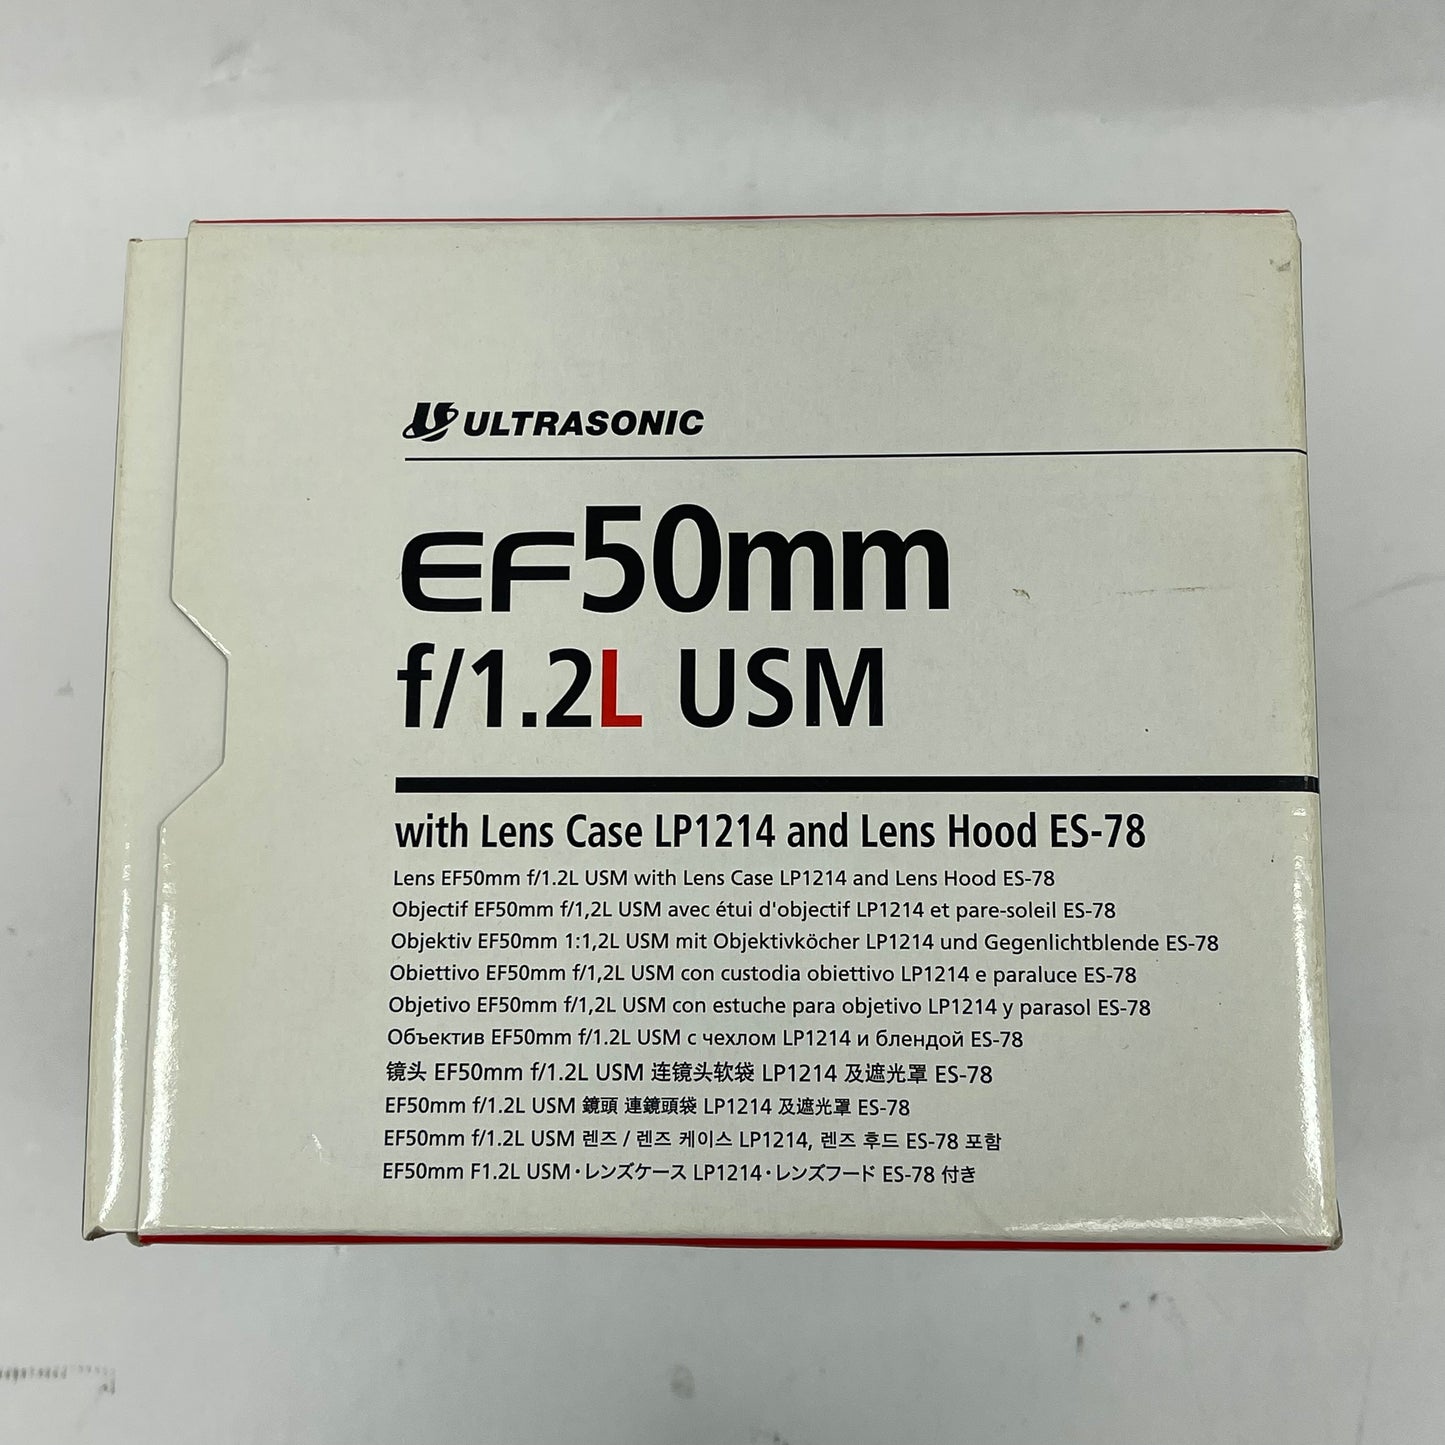 ULTRASONIC
EF50mm
f/1.2L USM
with Lens Case LP1214 and Lens Hood ES-78
Lens EF50mm f/1.2L USM with Lens Case LP1214 and Lens Hood ES-78
Objectif EF50mm f/1,2L USM avec étui d'objectif LP1214 et pare-soleil ES-78
Objektiv EF50mm 1:1,2L USM mit Objektivköcher LP1214 und Gegenlichtblende ES-78
Obiettivo EF50mm f/1,2L USM con custodia obiettivo LP1214 e paraluce ES-78
Objetivo EF50mm f/1,2L USM con estuche para objetivo LP1214 y parasol ES-78
Объектив EF50mm f/1.2L USM с чехлом LP1214 и блендой ES-78
镜头 EF50mm f/1.2L USM 连镜头软袋 LP1214 及遮光罩 ES-78
EF50mm f/1.2L USM 鏡頭 連鏡頭袋 LP1214 及遮光罩 ES-78
EF50mm f/1.2L USM 렌즈 / 렌즈 케이스 LP1214, 렌즈 후드 ES-78 포함
EF50mm F1.2L USM・レンズケース LP1214・レンズフード ES-78 付き